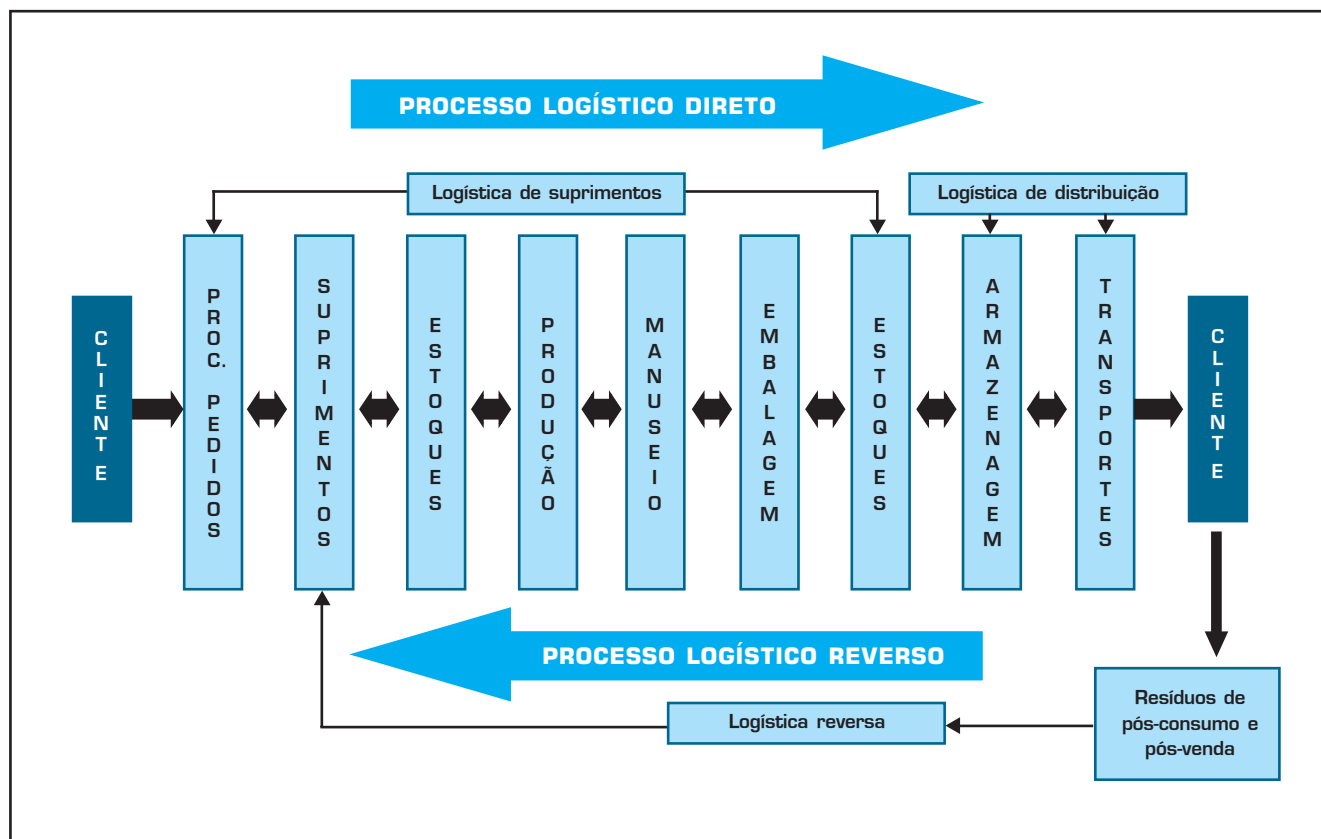 PROCESSO LOGÍSTICO DIRETO
Logística de suprimentos
Logística de distribuição
CLIENTE
PROC. PEDIDOS
SUPRIMENTOS
ESTOQUES
PRODUÇÃO
MANUSEIO
EMBALAGEM
ESTOQUES
ARMAZENAGEM
TRANSPORTES
CLIENTE
PROCESSO LOGÍSTICO REVERSO
Logística reversa
Resíduos de
pós-consumo e
pós-venda